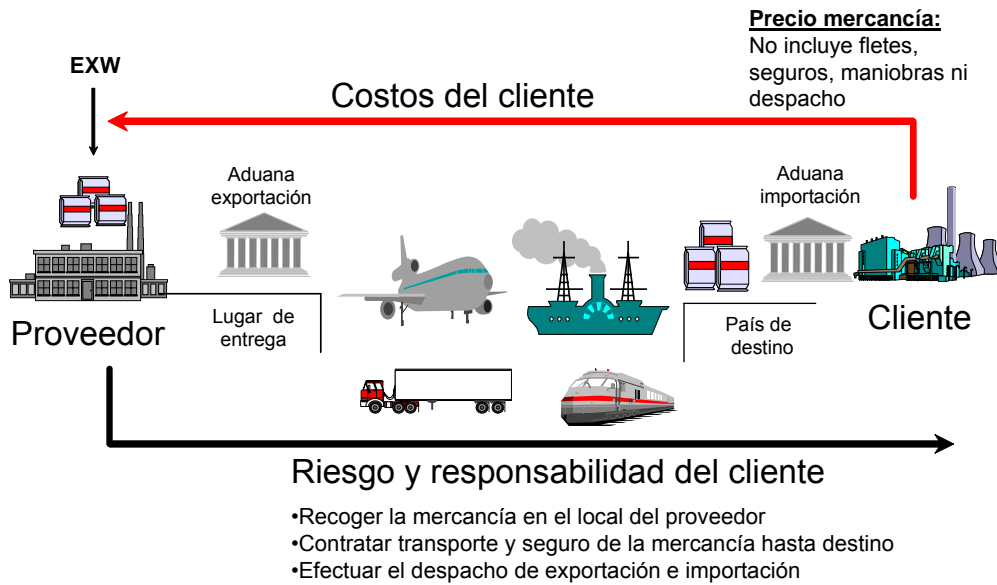 Precio mercancía:
No incluye fletes,
seguros, maniobras ni
despacho
EXW
Costos del cliente
Aduana
exportación
Aduana
importación
Proveedor
Lugar de
entrega
País de
destino
Cliente
Riesgo y responsabilidad del cliente
•Recoger la mercancía en el local del proveedor
•Contratar transporte y seguro de la mercancía hasta destino
•Efectuar el despacho de exportación e importación